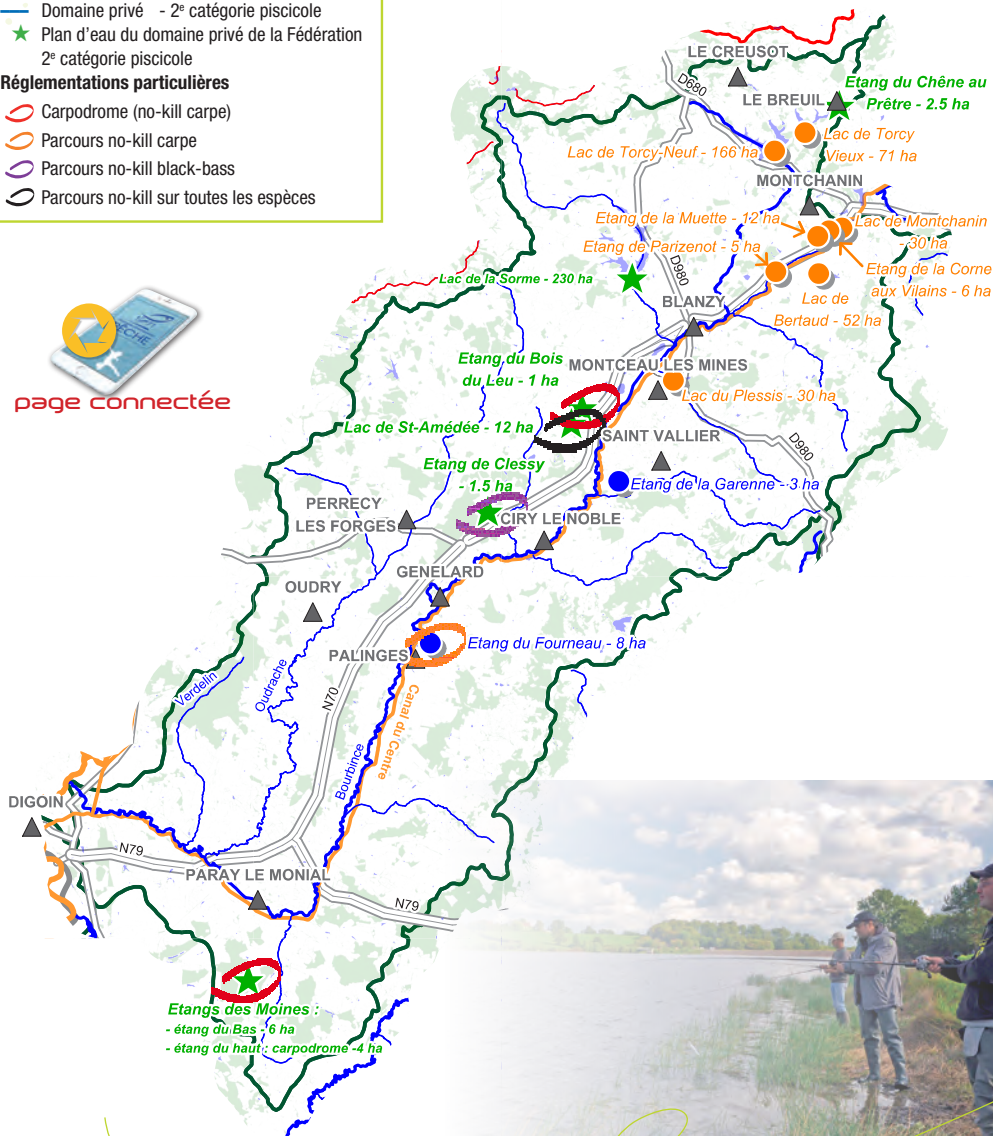 Domaine privé - 2e catégorie piscicole
Plan d'eau du domaine privé de la Fédération
2e catégorie piscicole
Réglementations particulières
Carpodrome (no-kill carpe)
Parcours no-kill carpe
Parcours no-kill black-bass
Parcours no-kill sur toutes les espèces
page connectée
LE CREUSOT
D680
LE BREUIL
Etang du Chêne au
Prêtre - 2.5 ha
Lac de Torcy
Vieux - 71 ha
Lac de Torcy-Neuf - 166 ha
MONTCHANIN
Etang de la Muette - 12 ha
Lac de Montchanin
- 30 ha
Etang de Parizenot - 5 ha
Etang de la Corne
aux Vilains - 6 ha
Lac de
Bertaud - 52 ha
Lac de la Sorme - 230 ha
D980
BLANZY
Etang du Bois
du Leu - 1 ha
MONTCEAU LES MINES
Lac du Plessis - 30 ha
Lac de St-Amédée - 12 ha
SAINT VALLIER
D980
Etang de Clessy
- 1.5 ha
Etang de la Garenne - 3 ha
PERRECY
LES FORGES
CIRY LE NOBLE
GENELARD
OUDRY
Etang du Fourneau - 8 ha
PALINGES
Verdelin
Oudrache
N70
Canal du Centre
Bourbince
DIGOIN
N79
PARAY LE MONIAL
N79
Etangs des Moines :
- étang du Bas - 6 ha
- étang du haut : carpodrome -4 ha